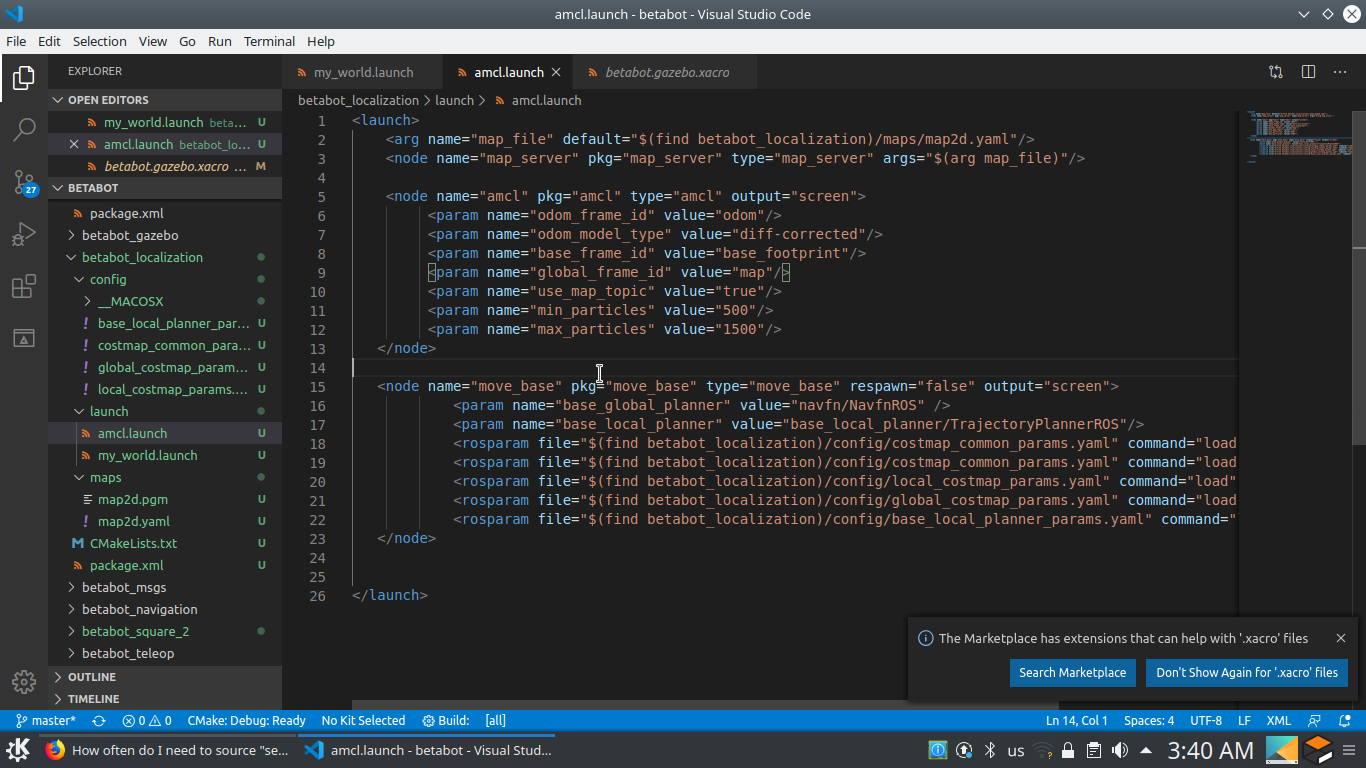 amcl.launch - betabot - Visual Studio Code
File Edit Selection View Go Run Terminal Help
EXPLORER
OPEN EDITORS
my_world.launch beta... U
amcl.launch betabot_lo... U
betabot.gazebo.xacro ... M
BETABOT
package.xml
betabot_gazebo
betabot_localization
config
__MACOSX
base_local_planner_par... U
costmap_common_para... U
global_costmap_param... U
local_costmap_params.... U
launch
amcl.launch U
my_world.launch U
maps
map2d.pgm U
map2d.yaml U
CMakeLists.txt U
package.xml U
betabot_msgs
betabot_navigation
betabot_square_2
betabot_teleop
OUTLINE
TIMELINE
27
my_world.launch amcl.launch betabot.gazebo.xacro
betabot_localization > launch > amcl.launch
1 <launch>
2 <arg name="map_file" default="$(find betabot_localization)/maps/map2d.yaml"/>
3 <node name="map_server" pkg="map_server" type="map_server" args="$(arg map_file)"/>
4
5 <node name="amcl" pkg="amcl" type="amcl" output="screen">
6 <param name="odom_frame_id" value="odom"/>
7 <param name="odom_model_type" value="diff-corrected"/>
8 <param name="base_frame_id" value="base_footprint"/>
9 <param name="global_frame_id" value="map"/>
10 <param name="use_map_topic" value="true"/>
11 <param name="min_particles" value="500"/>
12 <param name="max_particles" value="1500"/>
13 </node>
14
15 <node name="move_base" pkg="move_base" type="move_base" respawn="false" output="screen">
16 <param name="base_global_planner" value="navfn/NavfnROS" />
17 <param name="base_local_planner" value="base_local_planner/TrajectoryPlannerROS"/>
18 <rosparam file="$(find betabot_localization)/config/costmap_common_params.yaml" command="load
19 <rosparam file="$(find betabot_localization)/config/costmap_common_params.yaml" command="load
20 <rosparam file="$(find betabot_localization)/config/local_costmap_params.yaml" command="load"
21 <rosparam file="$(find betabot_localization)/config/global_costmap_params.yaml" command="load
22 <rosparam file="$(find betabot_localization)/config/base_local_planner_params.yaml" command="
23 </node>
24
25
26 </launch>
The Marketplace has extensions that can help with '.xacro' files
Search Marketplace Don't Show Again for '.xacro' files
master* 0 0 CMake: Debug: Ready No Kit Selected Build: [all] Ln 14, Col 1 Spaces: 4 UTF-8 LF XML
How often do I need to source "se... amcl.launch - betabot - Visual Stud... us 3:40 AM